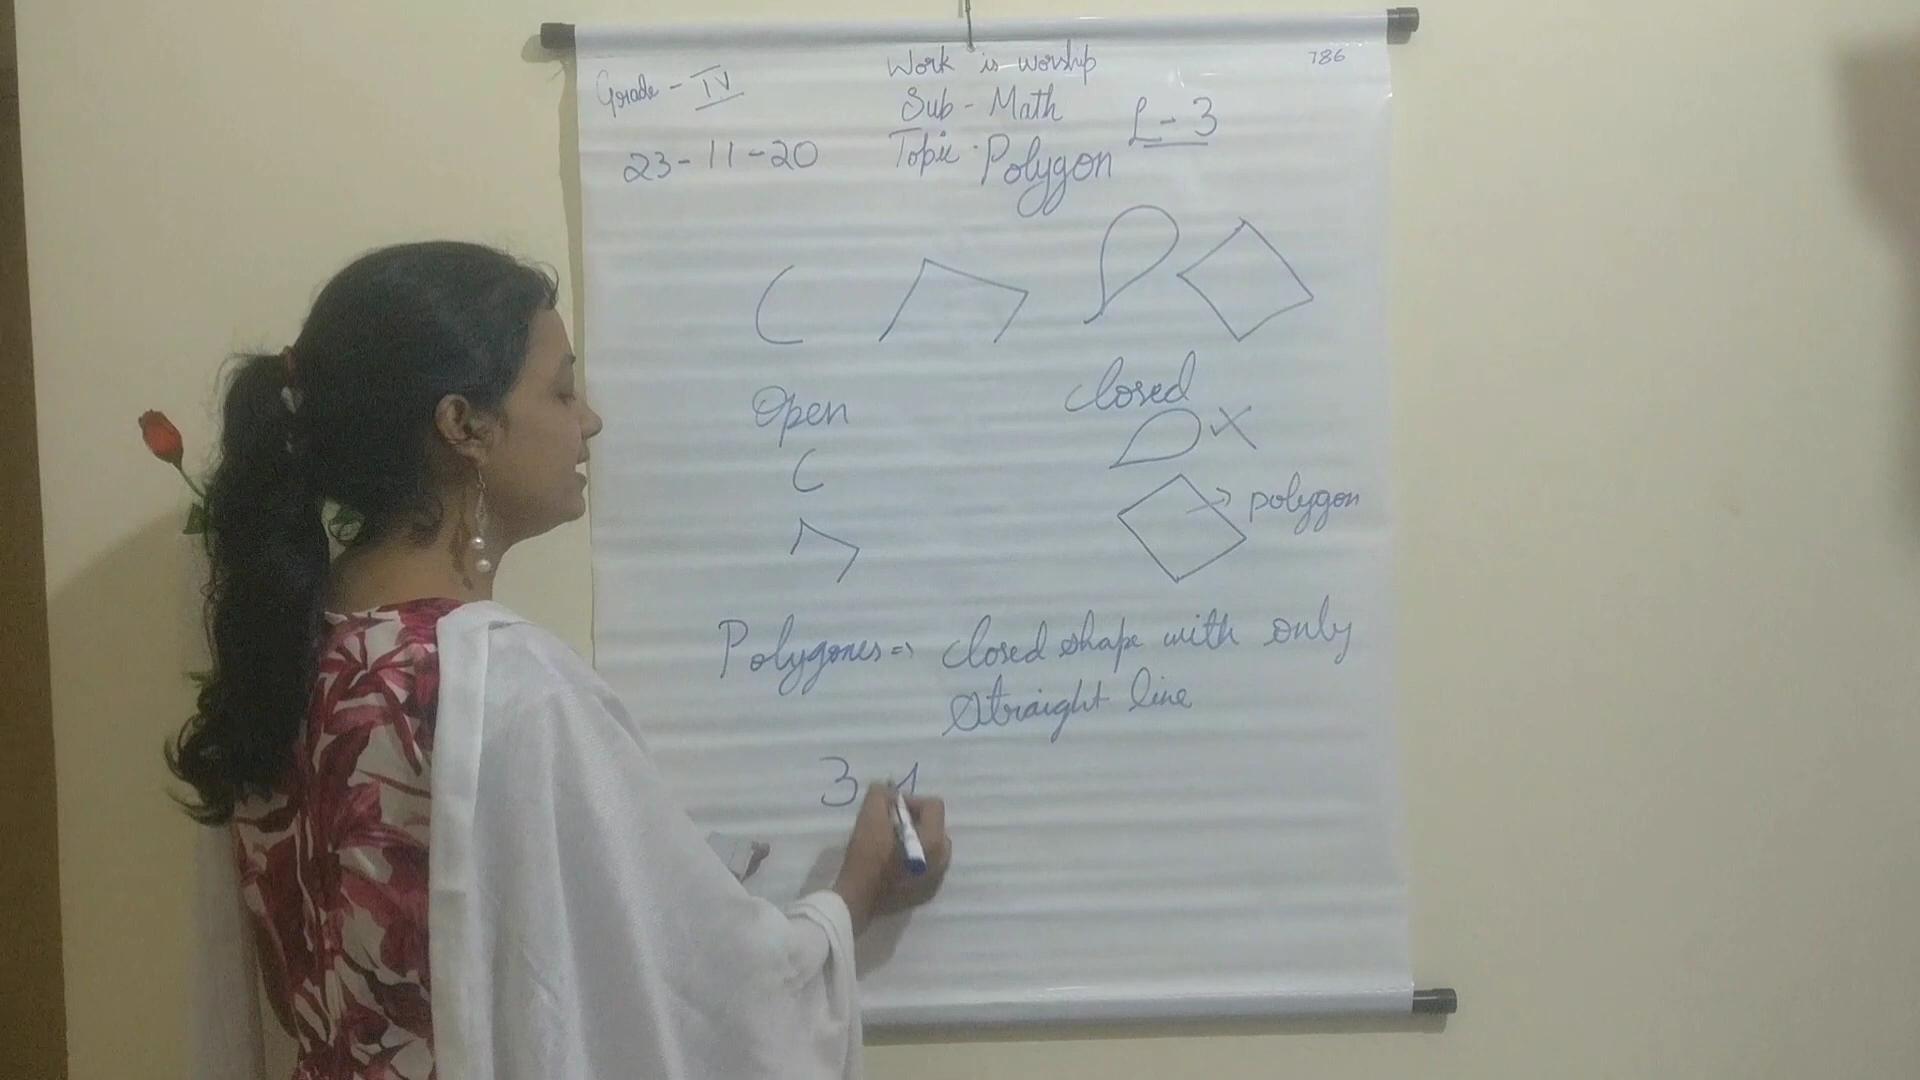 Work is worship
786
Grade - IV
Sub - Math
L - 3
23-11-20
Topic · Polygon
Open
closed
polygon
Polygones => closed shape with only
straight line
3